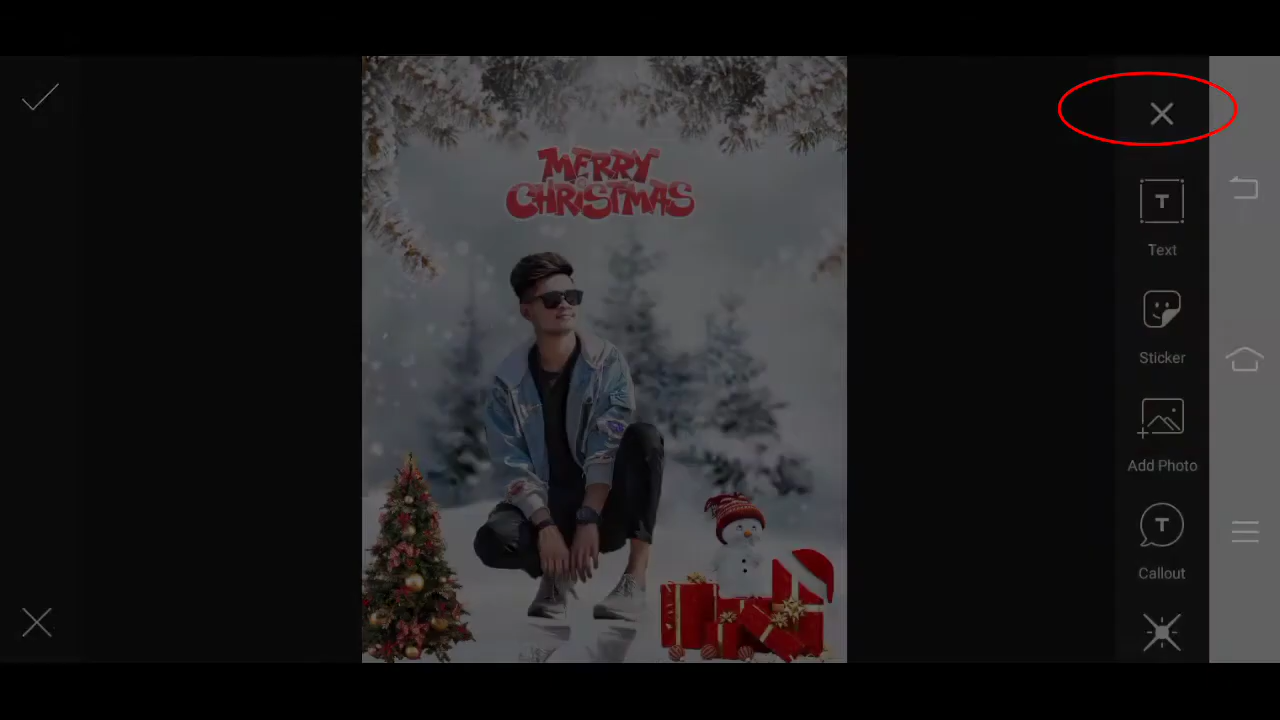 MERRY
CHRISTMAS
T
Text
Sticker
Add Photo
T
Callout